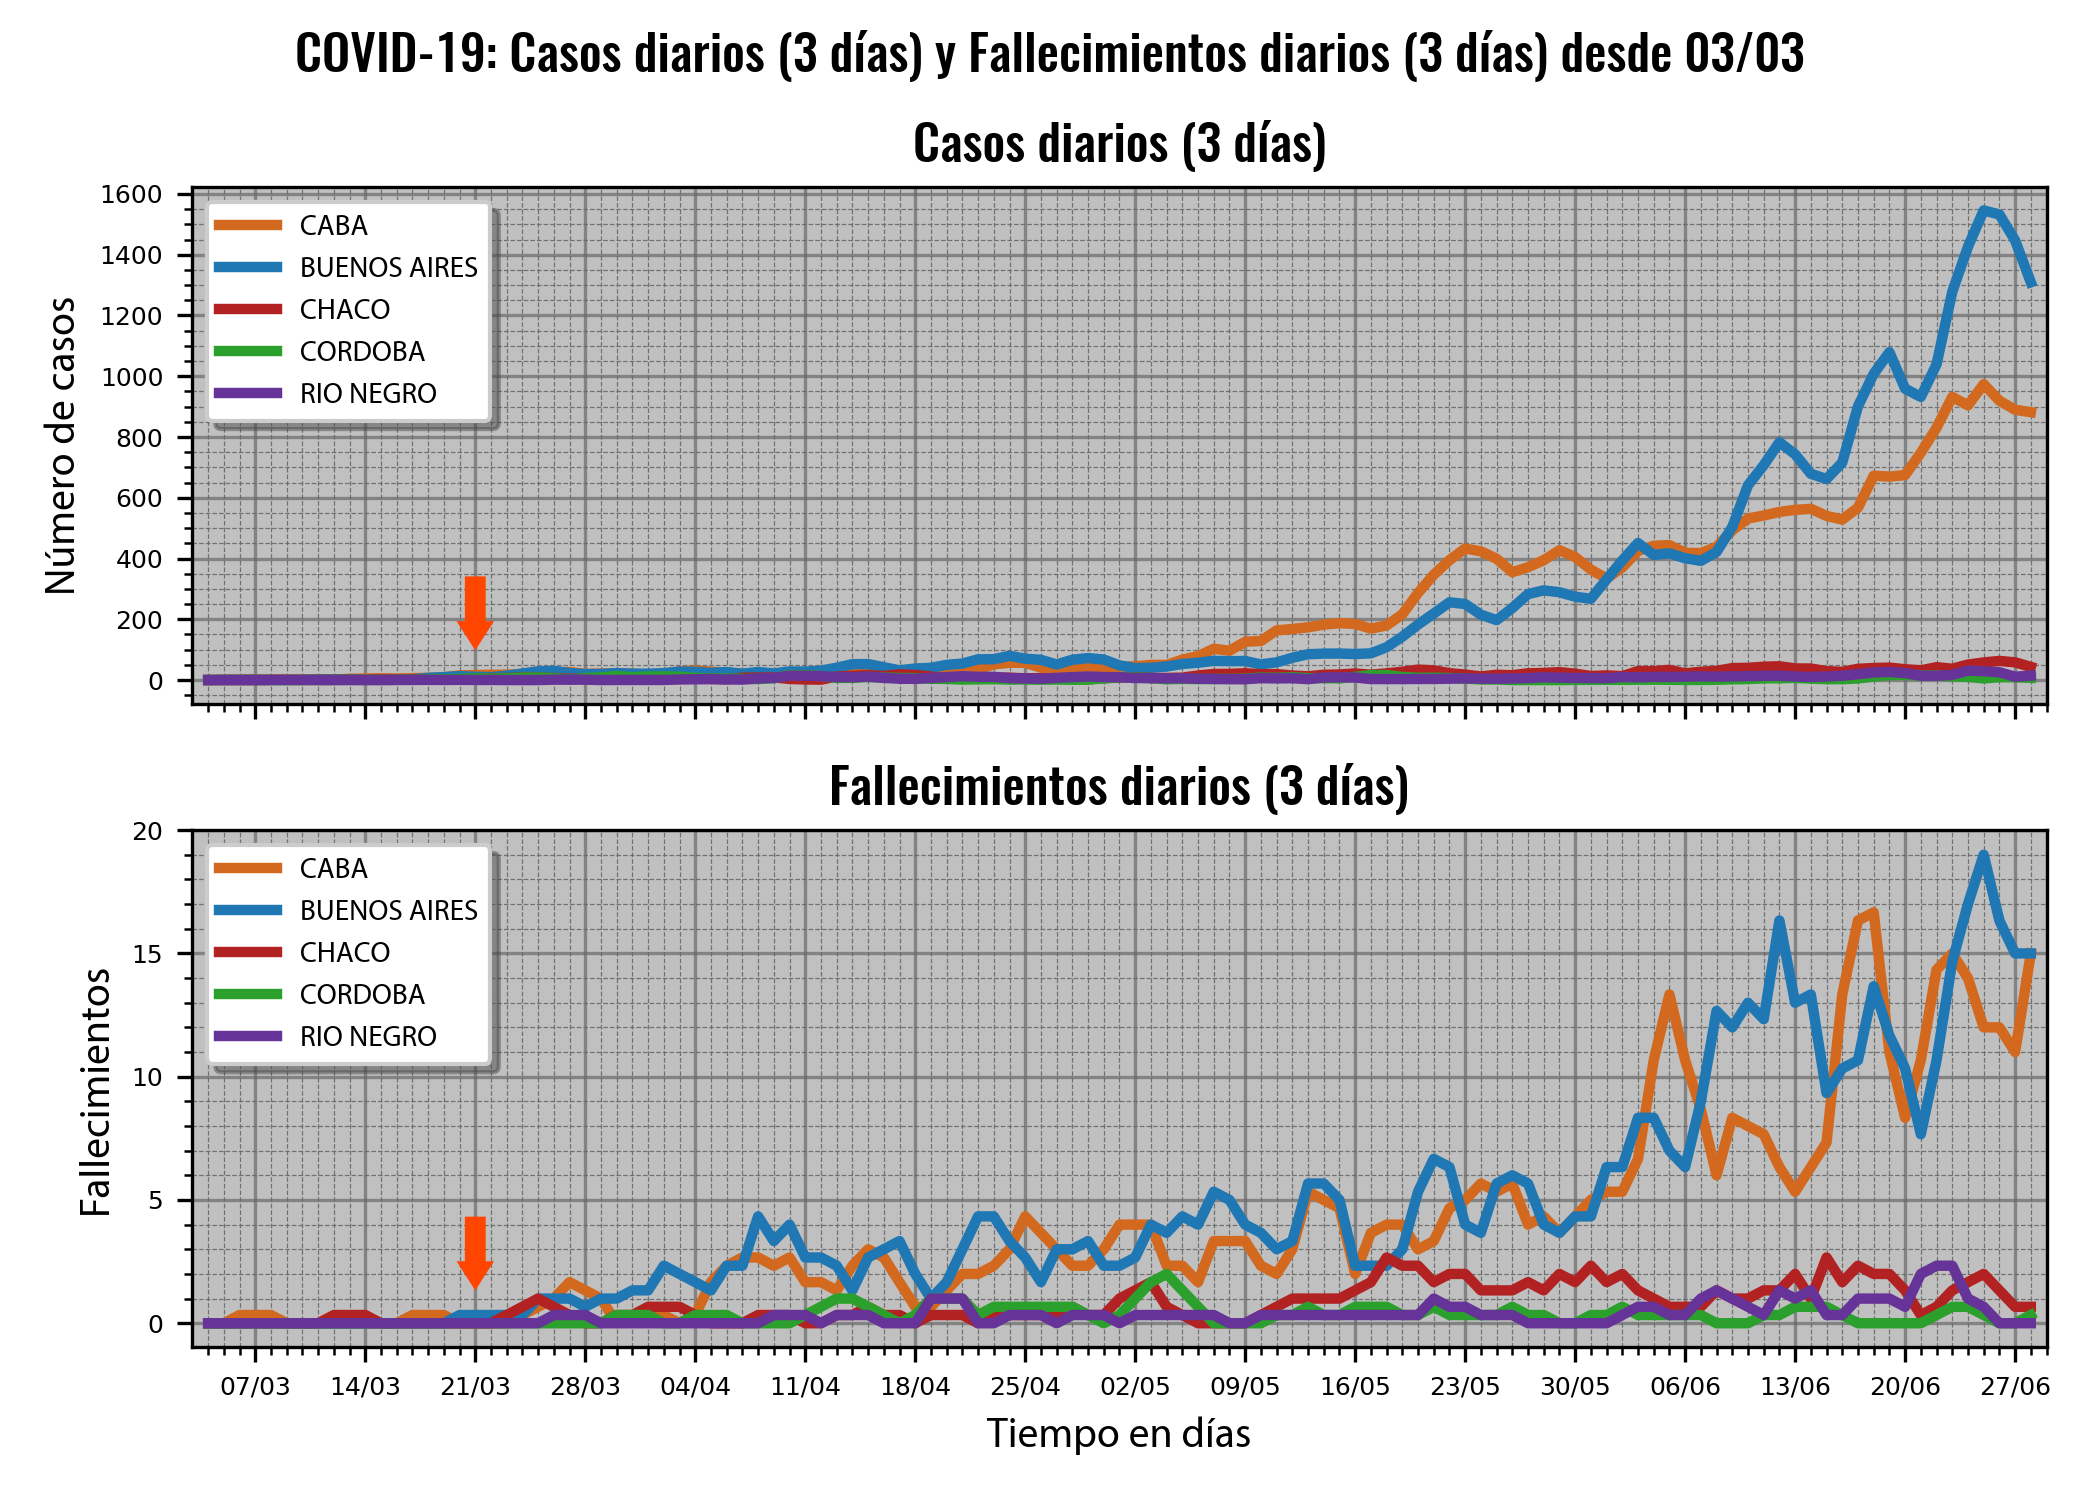 COVID-19: Casos diarios (3 días) y Fallecimientos diarios (3 días) desde 03/03
Casos diarios (3 días)
Número de casos
1600
1400
1200
1000
800
600
400
200
0
CABA
BUENOS AIRES
CHACO
CORDOBA
RIO NEGRO
Fallecimientos diarios (3 días)
Fallecimientos
20
15
10
5
0
CABA
BUENOS AIRES
CHACO
CORDOBA
RIO NEGRO
07/03 14/03 21/03 28/03 04/04 11/04 18/04 25/04 02/05 09/05 16/05 23/05 30/05 06/06 13/06 20/06 27/06
Tiempo en días